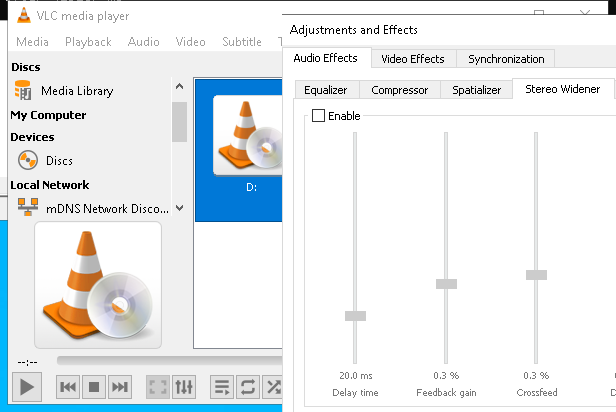 VLC media player
Media Playback Audio Video Subtitle
Discs
Media Library
My Computer
Devices
Discs
Local Network
mDNS Network Disco...
D:
--:--
Adjustments and Effects
Audio Effects Video Effects Synchronization
Equalizer Compressor Spatializer Stereo Widener
Enable
20.0 ms 0.3 % 0.3 %
Delay time Feedback gain Crossfeed D